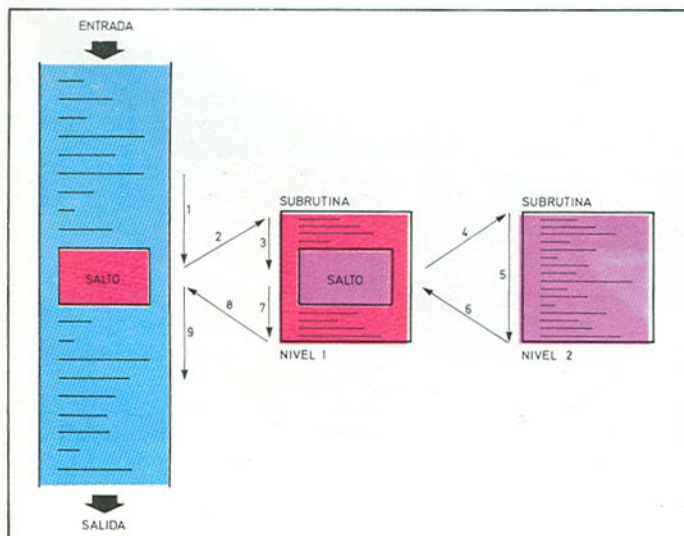 ENTRADA
1
2
SALTO
8
9
SALIDA
SUBRUTINA
3
SALTO
7
NIVEL 1
4
5
6
SUBRUTINA
NIVEL 2